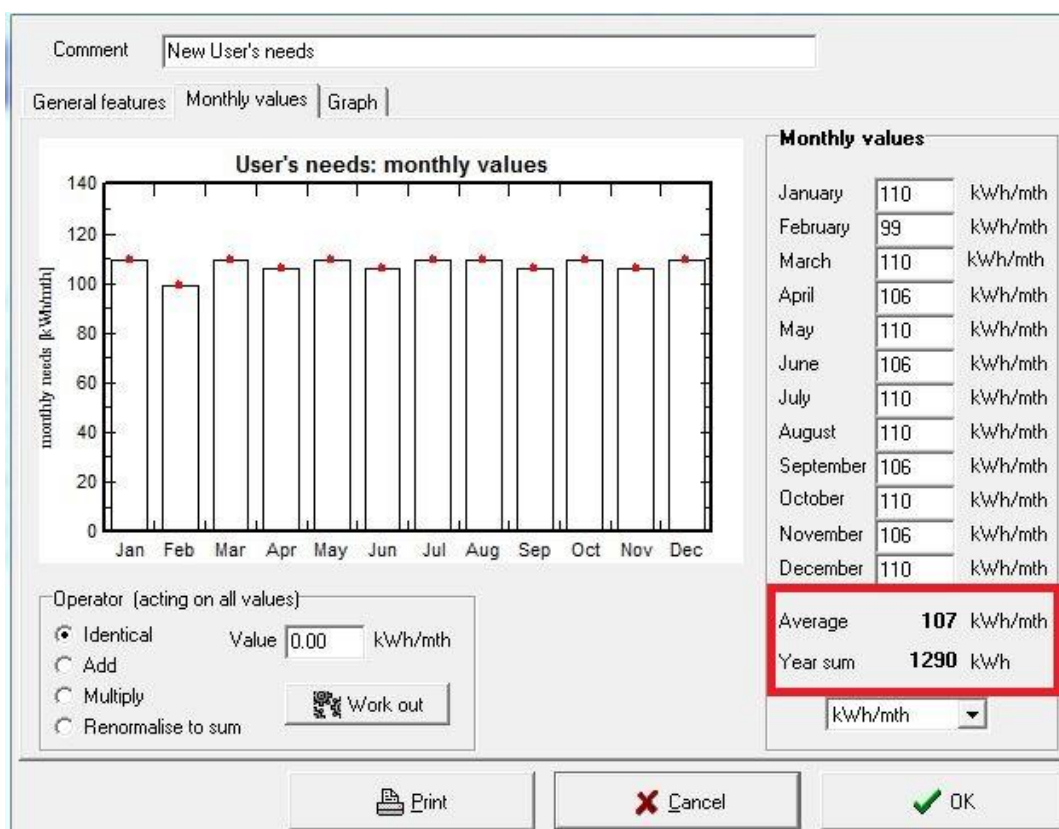 Comment New User's needs
General features Monthly values Graph
User's needs: monthly values
monthly needs [kWh/mth]
140
120
100
80
60
40
20
0
Jan Feb Mar Apr May Jun Jul Aug Sep Oct Nov Dec
Monthly values
January 110 kWh/mth
February 99 kWh/mth
March 110 kWh/mth
April 106 kWh/mth
May 110 kWh/mth
June 106 kWh/mth
July 110 kWh/mth
August 110 kWh/mth
September 106 kWh/mth
October 110 kWh/mth
November 106 kWh/mth
December 110 kWh/mth
Average 107 kWh/mth
Year sum 1290 kWh
kWh/mth
Operator (acting on all values)
Identical Value 0.00 kWh/mth
Add
Multiply
Renormalise to sum
Work out
Print Cancel OK